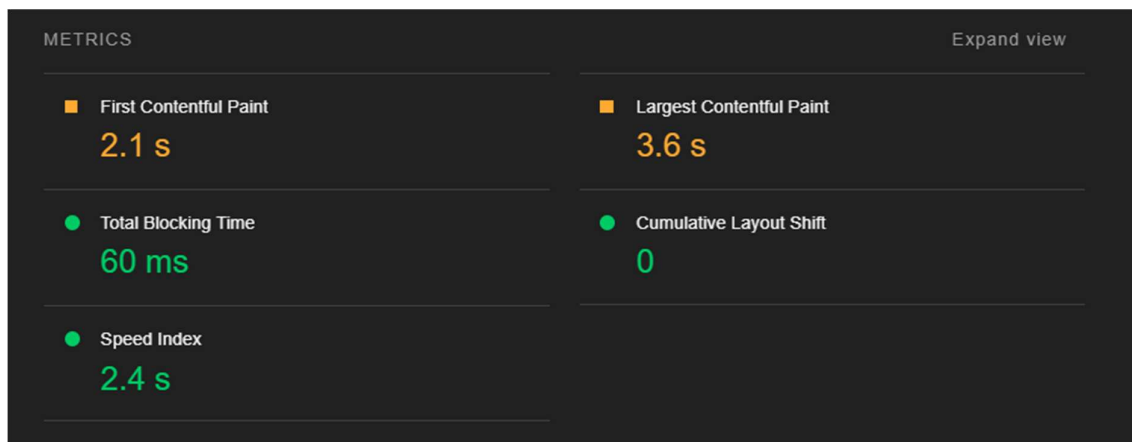 METRICS
Expand view
First Contentful Paint
2.1 s
Largest Contentful Paint
3.6 s
Total Blocking Time
60 ms
Cumulative Layout Shift
0
Speed Index
2.4 s